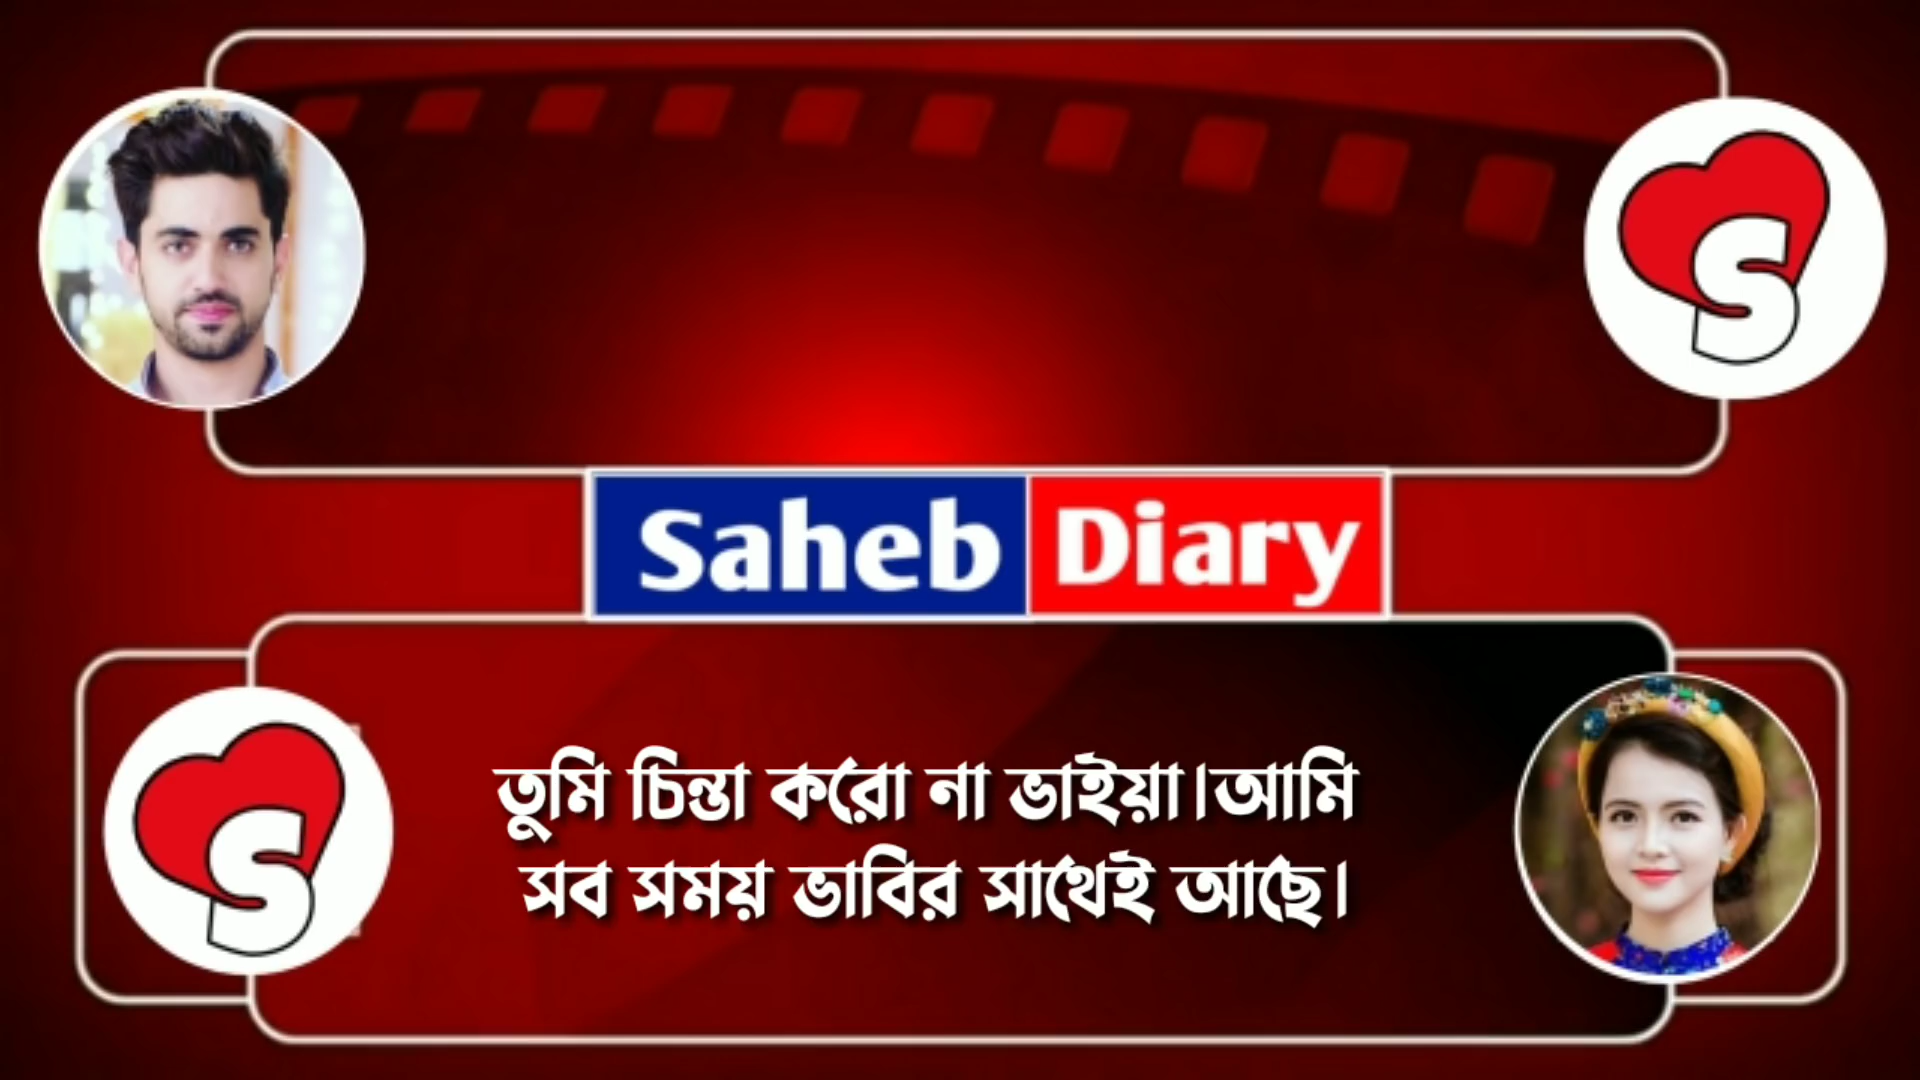 S
Saheb Diary
S
তুমি চিন্তা করো না ভাইয়া।আমি
সব সময় ভাবির সাথেই আছে।